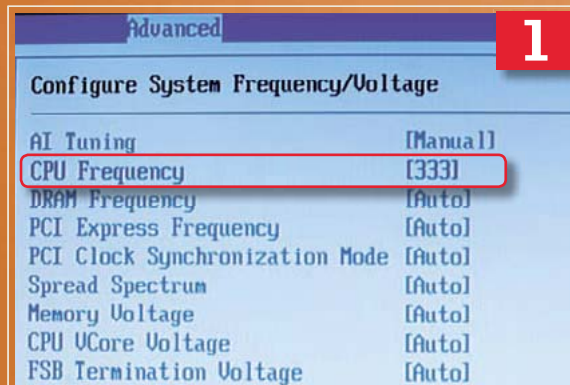 Advanced
1
Configure System Frequency/Voltage
AI Tuning [Manual]
CPU Frequency [333]
DRAM Frequency [Auto]
PCI Express Frequency [Auto]
PCI Clock Synchronization Mode [Auto]
Spread Spectrum [Auto]
Memory Voltage [Auto]
CPU VCore Voltage [Auto]
FSB Termination Voltage [Auto]